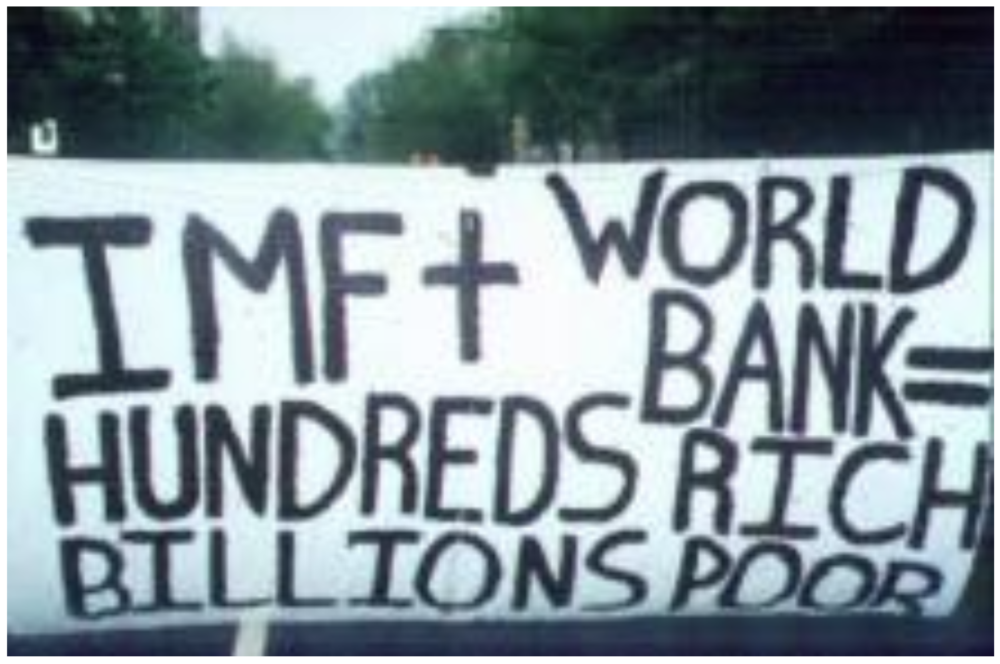 IMF + WORLD
BANK=
HUNDREDS RICH
BILLIONS POOR